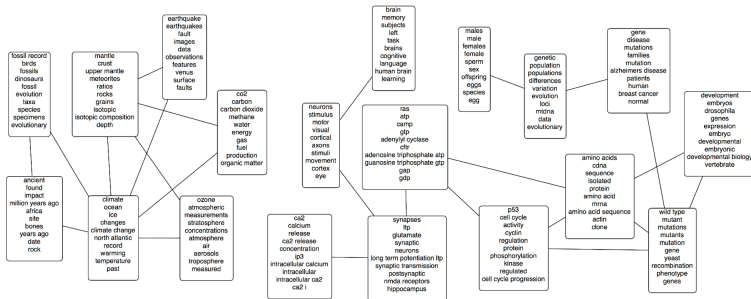 fossil record
birds
fossils
dinosaurs
fossil
evolution
taxa
species
specimens
evolutionary
mantle
crust
upper mantle
meteorites
ratios
rocks
grains
isotopic
isotopic composition
depth
earthquake
earthquakes
fault
images
data
observations
features
venus
surface
faults
co2
carbon
carbon dioxide
methane
water
energy
gas
fuel
production
organic matter
ancient
found
impact
million years ago
africa
site
bones
years ago
date
rock
climate
ocean
ice
changes
climate change
north atlantic
record
warming
temperature
past
ozone
atmospheric
measurements
stratosphere
concentrations
atmosphere
air
aerosols
troposphere
measured
brain
memory
subjects
left
task
brains
cognitive
language
human brain
learning
neurons
stimulus
motor
visual
cortical
axons
stimuli
movement
cortex
eye
ras
atp
camp
gtp
adenylyl cyclase
cftr
adenosine triphosphate atp
guanosine triphosphate gtp
gap
gdp
ca2
calcium
release
ca2 release
concentration
ip3
intracellular calcium
intracellular
intracellular ca2
ca2 i
synapses
ltp
glutamate
synaptic
neurons
long term potentiation ltp
synaptic transmission
postsynaptic
nmda receptors
hippocampus
males
male
females
female
sperm
sex
offspring
eggs
species
egg
genetic
population
populations
differences
variation
evolution
loci
mtdna
data
evolutionary
gene
disease
mutations
families
mutation
alzheimers disease
patients
human
breast cancer
normal
development
embryos
drosophila
genes
expression
embryo
developmental
embryonic
developmental biology
vertebrate
amino acids
cdna
sequence
isolated
protein
amino acid
mrna
amino acid sequence
actin
clone
p53
cell cycle
activity
cyclin
regulation
protein
phosphorylation
kinase
regulated
cell cycle progression
wild type
mutant
mutations
mutants
mutation
gene
yeast
recombination
phenotype
genes